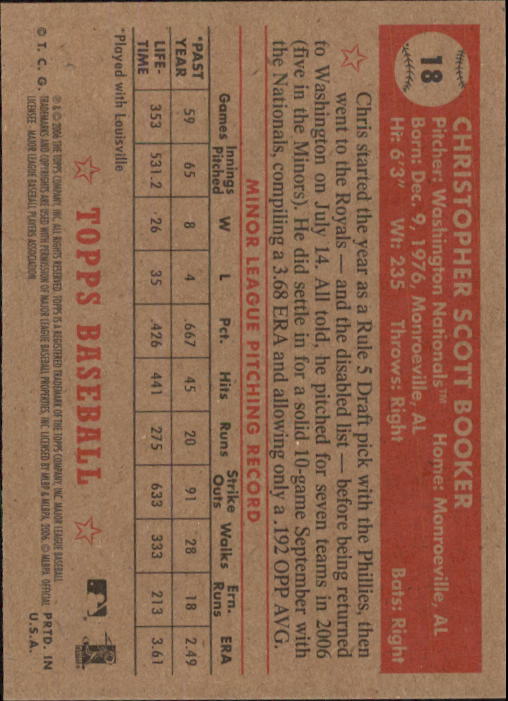 18
CHRISTOPHER SCOTT BOOKER
Pitcher: Washington Nationals™ Home: Monroeville, AL
Born: Dec. 9, 1976, Monroeville, AL
Hi: 6'3" Wt: 235 Throws: Right Bats: Right
Chris started the year as a Rule 5 Draft pick with the Phillies, then
went to the Royals — and the disabled list — before being returned
to Washington on July 14. All told, he pitched for seven teams in 2006
(five in the Minors). He did settle in for a solid 10-game September with
the Nationals, compiling a 3.68 ERA and allowing only a .192 OPP AVG.
MINOR LEAGUE PITCHING RECORD
Games Innings Pitched W L Pct. Hits Runs Strike Outs Walks Ern. Runs ERA
*PAST YEAR 59 65 8 4 .667 45 20 91 28 18 2.49
LIFE-TIME 353 531.2 26 35 .426 441 275 633 333 213 3.61
*Played with Louisville
TOPPS BASEBALL
© T. C. G.
® & © 2006 THE TOPPS COMPANY, INC. ALL RIGHTS RESERVED. TOPPS IS A REGISTERED TRADEMARK OF THE TOPPS COMPANY, INC. MAJOR LEAGUE BASEBALL
TRADEMARKS AND COPYRIGHTS ARE USED WITH PERMISSION OF MAJOR LEAGUE BASEBALL PROPERTIES, INC. LICENSED BY MLBP & MLBPA, 2006. © MLBPA. OFFICIAL
LICENSEE - MAJOR LEAGUE BASEBALL PLAYERS ASSOCIATION.
PRTD. IN
U.S.A.